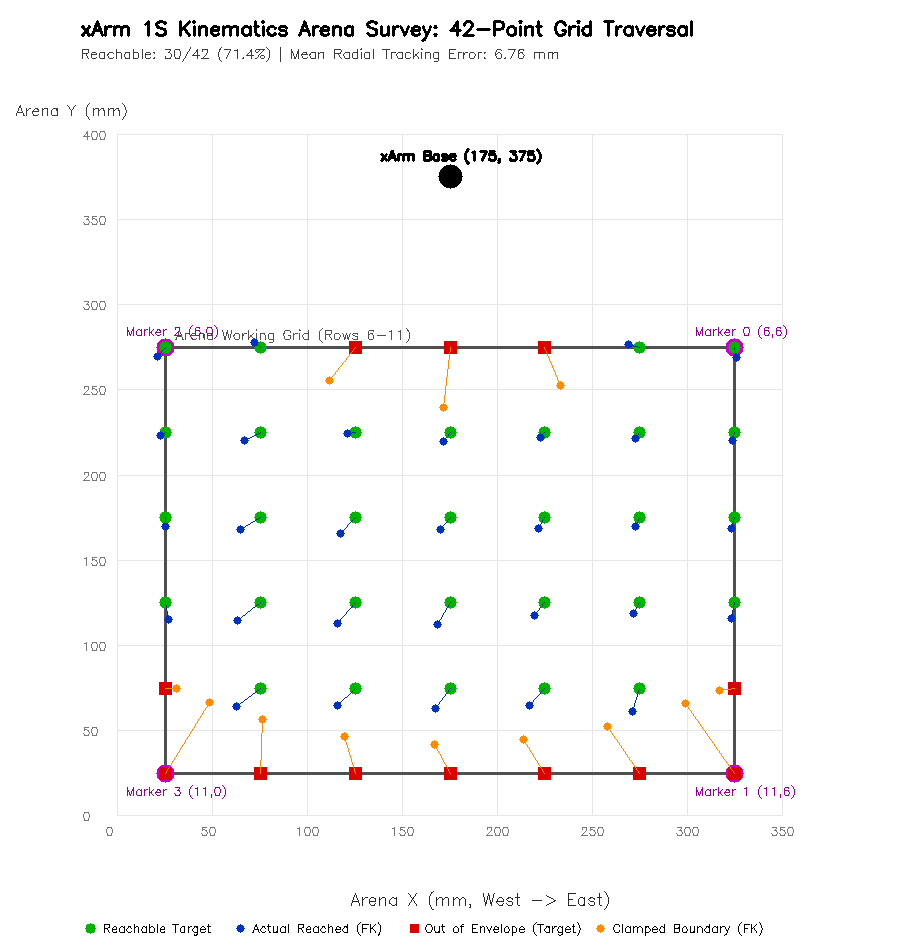 xArm 1S Kinematics Arena Survey: 42-Point Grid Traversal
Reachable: 30/42 (71.4%) | Mean Radial Tracking Error: 6.76 mm
Arena Y (mm)
400
xArm Base (175, 375)
350
300
Marker 2 (6,0)
Marker 0 (6,6)
Arena Working Grid (Rows 6-11)
250
200
150
100
50
Marker 3 (11,0)
Marker 1 (11,6)
0
0 50 100 150 200 250 300 350
Arena X (mm, West -> East)
Reachable Target Actual Reached (FK) Out of Envelope (Target) Clamped Boundary (FK)